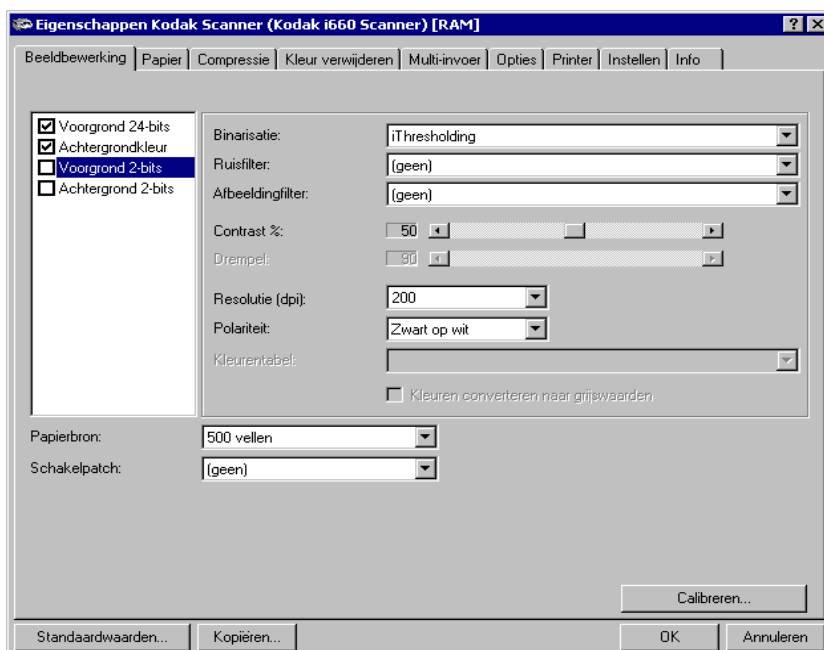 Eigenschappen Kodak Scanner (Kodak i660 Scanner) [RAM]
Beeldbewerking Papier Compressie Kleur verwijderen Multi-invoer Opties Printer Instellen Info
Voorgrond 24-bits
Achtergrondkleur
Voorgrond 2-bits
Achtergrond 2-bits
Binarisatie: iThresholding
Ruisfilter: (geen)
Afbeeldingfilter: (geen)
Contrast %: 50
Drempel: 90
Resolutie (dpi): 200
Polariteit: Zwart op wit
Kleurentabel:
Kleuren converteren naar grijswaarden
Papierbron: 500 vellen
Schakelpatch: (geen)
Calibreren...
Standaardwaarden... Kopiëren... OK Annuleren